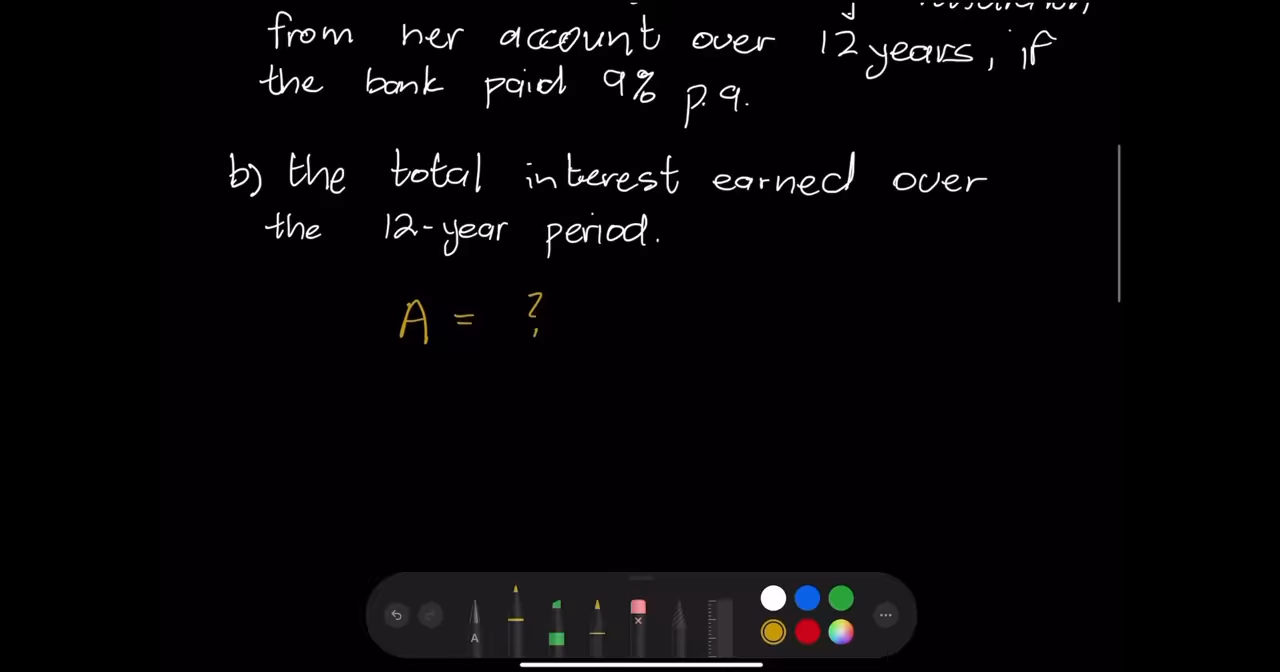 from her account over 12 years, if
the bank paid 9% p.a.
b) the total interest earned over
the 12-year period.
A = ?
A